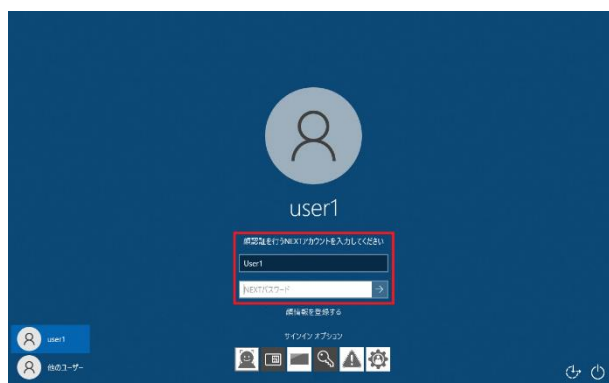 user1
顔認証を行うNEXTアカウントを入力してください
User1
NEXTパスワード
顔情報を登録する
サインイン オプション
user1
他のユーザー